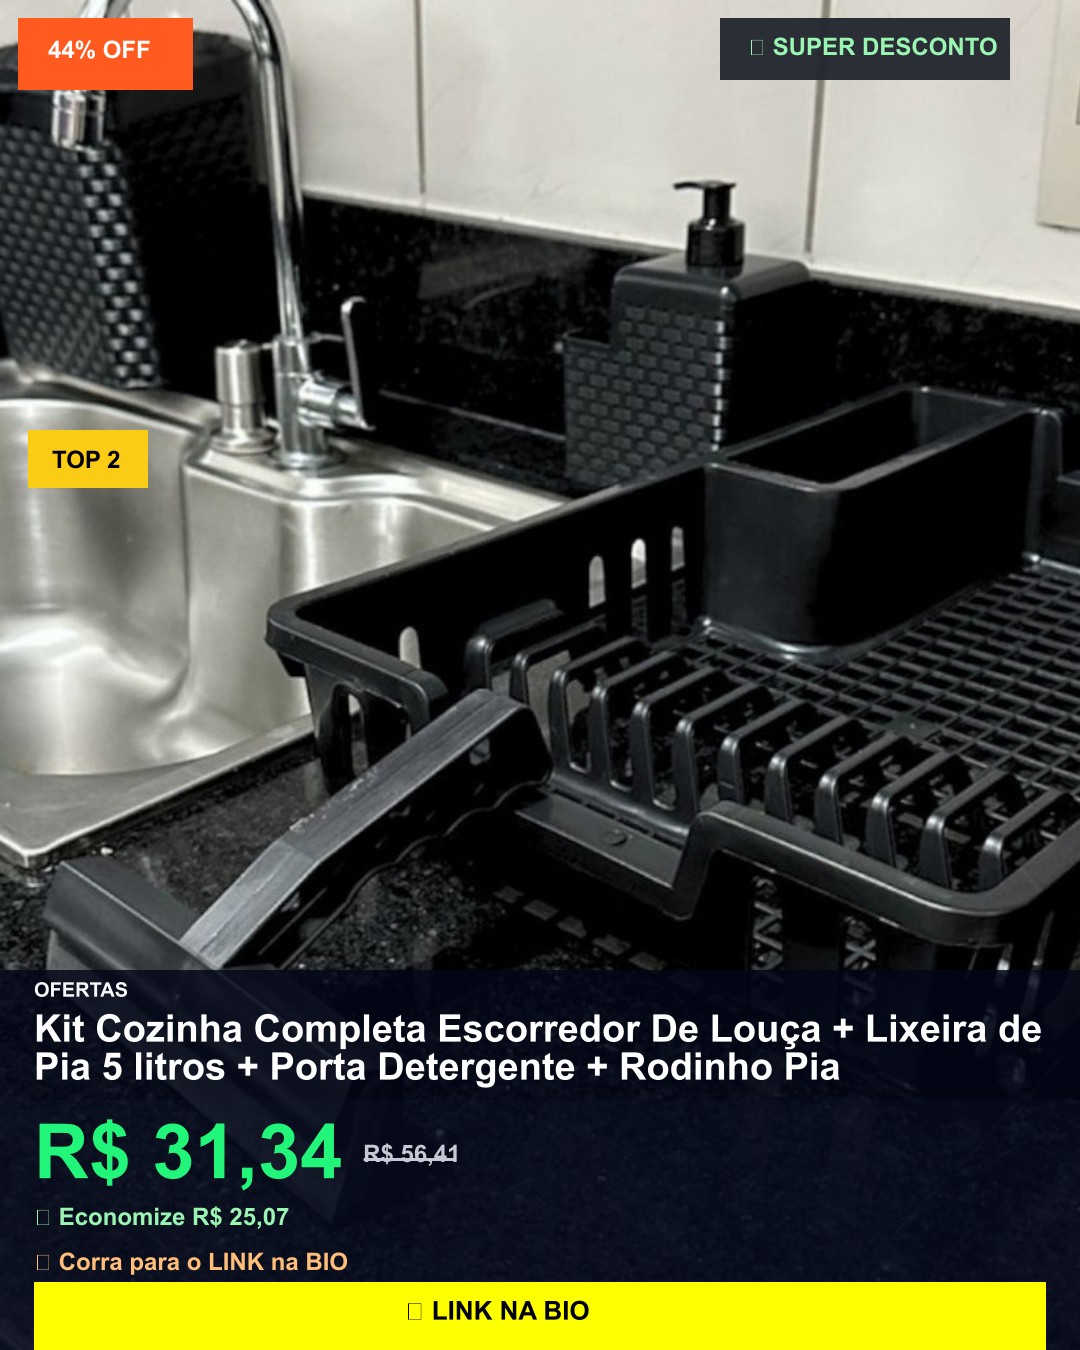 44% OFF
SUPER DESCONTO
TOP 2
OFERTAS
Kit Cozinha Completa Escorredor De Louça + Lixeira de
Pia 5 litros + Porta Detergente + Rodinho Pia
R$ 31,34 R$ 56,41
Economize R$ 25,07
Corra para o LINK na BIO
LINK NA BIO